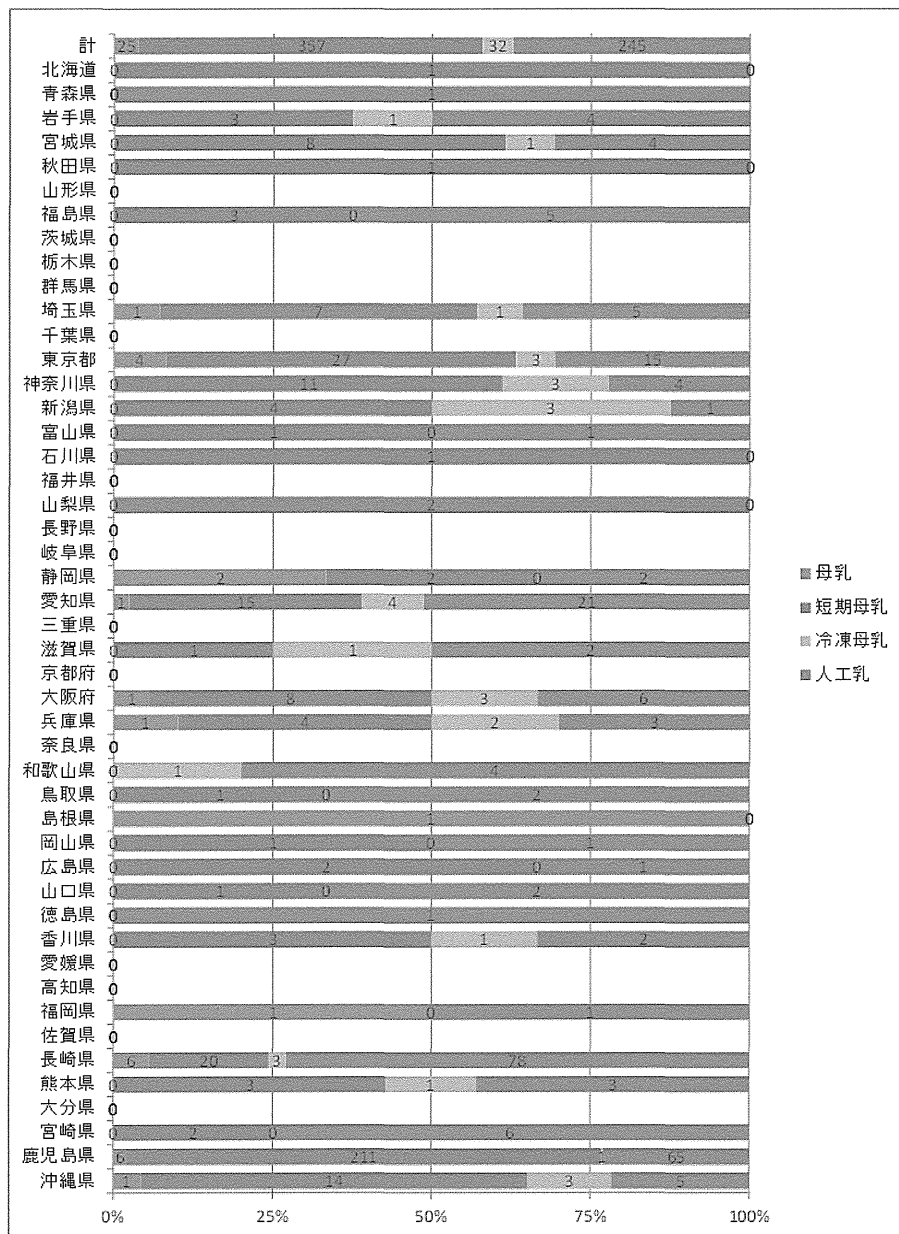 計 25 357 32 245
北海道 0 1 0
青森県 0 1
岩手県 0 3 1 4
宮城県 0 8 1 4
秋田県 0 1 0
山形県 0
福島県 0 3 0 5
茨城県 0
栃木県 0
群馬県 0
埼玉県 1 7 1 5
千葉県 0
東京都 4 27 3 15
神奈川県 0 11 3 4
新潟県 0 4 3 1
富山県 0 1 0 1
石川県 0 1 0
福井県 0
山梨県 0 2 0
長野県 0
岐阜県 0
静岡県 2 2 0 2
愛知県 1 15 4 21
三重県 0
滋賀県 0 1 1 2
京都府 0
大阪府 1 8 3 6
兵庫県 1 4 2 3
奈良県 0
和歌山県 0 1 4
鳥取県 0 1 0 2
島根県 1 0
岡山県 0 1 0 1
広島県 0 2 0 1
山口県 0 1 0 2
徳島県 0 1
香川県 0 3 1 2
愛媛県 0
高知県 0
福岡県 1 0 1
佐賀県 0
長崎県 6 20 3 78
熊本県 0 3 1 3
大分県 0
宮崎県 0 2 0 6
鹿児島県 6 211 1 65
沖縄県 1 14 3 5
0% 25% 50% 75% 100%
母乳
短期母乳
冷凍母乳
人工乳